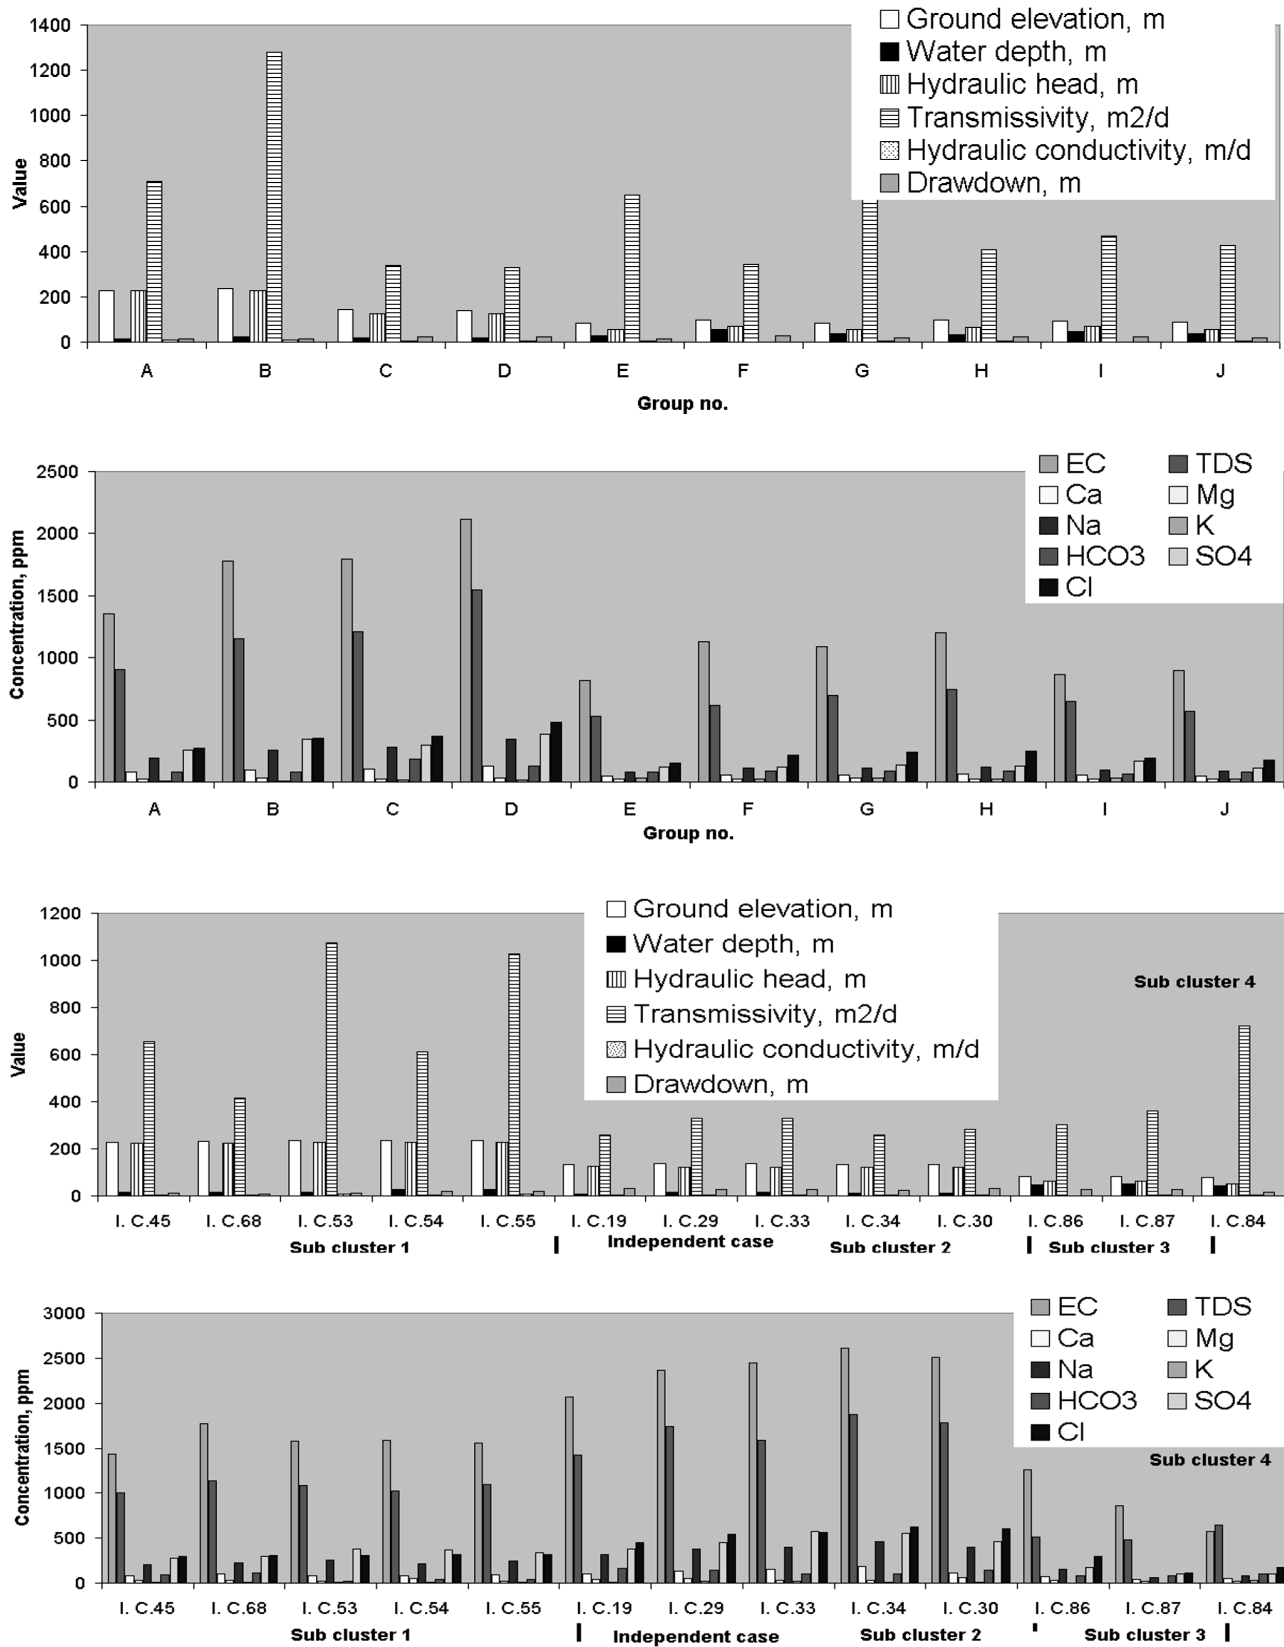 1400
1200
1000
800
600
400
200
0
Value
Ground elevation, m
Water depth, m
Hydraulic head, m
Transmissivity, m2/d
Hydraulic conductivity, m/d
Drawdown, m
A B C D E F G H I J
Group no.
2500
2000
1500
1000
500
0
Concentration, ppm
EC TDS
Ca Mg
Na K
HCO3 SO4
Cl
A B C D E F G H I J
Group no.
1200
1000
800
600
400
200
0
Value
Ground elevation, m
Water depth, m
Hydraulic head, m
Transmissivity, m2/d
Hydraulic conductivity, m/d
Drawdown, m
Sub cluster 4
I. C.45 I. C.68 I. C.53 I. C.54 I. C.55 I. C.19 I. C.29 I. C.33 I. C.34 I. C.30 I. C.86 I. C.87 I. C.84
Sub cluster 1 Independent case Sub cluster 2 Sub cluster 3
3000
2500
2000
1500
1000
500
0
Concentration, ppm
EC TDS
Ca Mg
Na K
HCO3 SO4
Cl
Sub cluster 4
I. C.45 I. C.68 I. C.53 I. C.54 I. C.55 I. C.19 I. C.29 I. C.33 I. C.34 I. C.30 I. C.86 I. C.87 I. C.84
Sub cluster 1 Independent case Sub cluster 2 Sub cluster 3